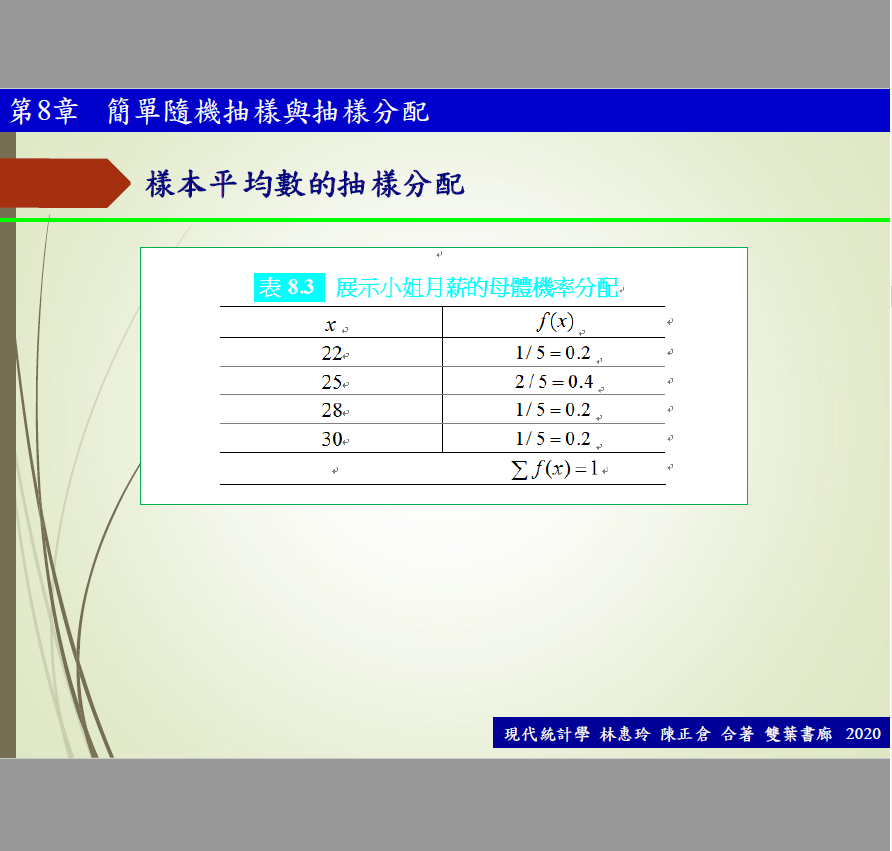 第8章 簡單隨機抽樣與抽樣分配
樣本平均數的抽樣分配
表 8.3 展示小姐月薪的母體機率分配
x f(x)
22 1/5=0.2
25 2/5=0.4
28 1/5=0.2
30 1/5=0.2
∑f(x)=1
現代統計學 林惠玲 陳正倉 合著 雙葉書廊 2020